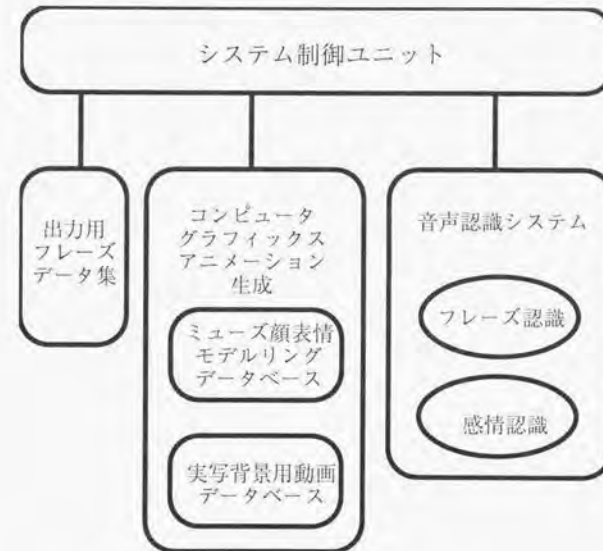 システム制御ユニット
出力用
フレーズ
データ集
コンピュータ
グラフィックス
アニメーション
生成
ミューズ顔表情
モデルリング
データベース
実写背景用動画
データベース
音声認識システム
フレーズ認識
感情認識